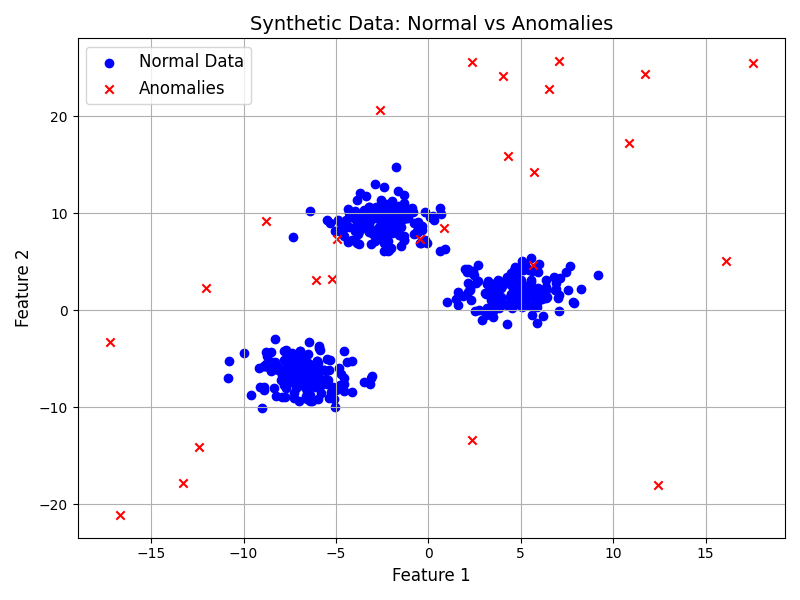 Synthetic Data: Normal vs Anomalies
Normal Data
Anomalies
Feature 2
20
10
0
−10
−20
−15
−10
−5
0
5
10
15
Feature 1